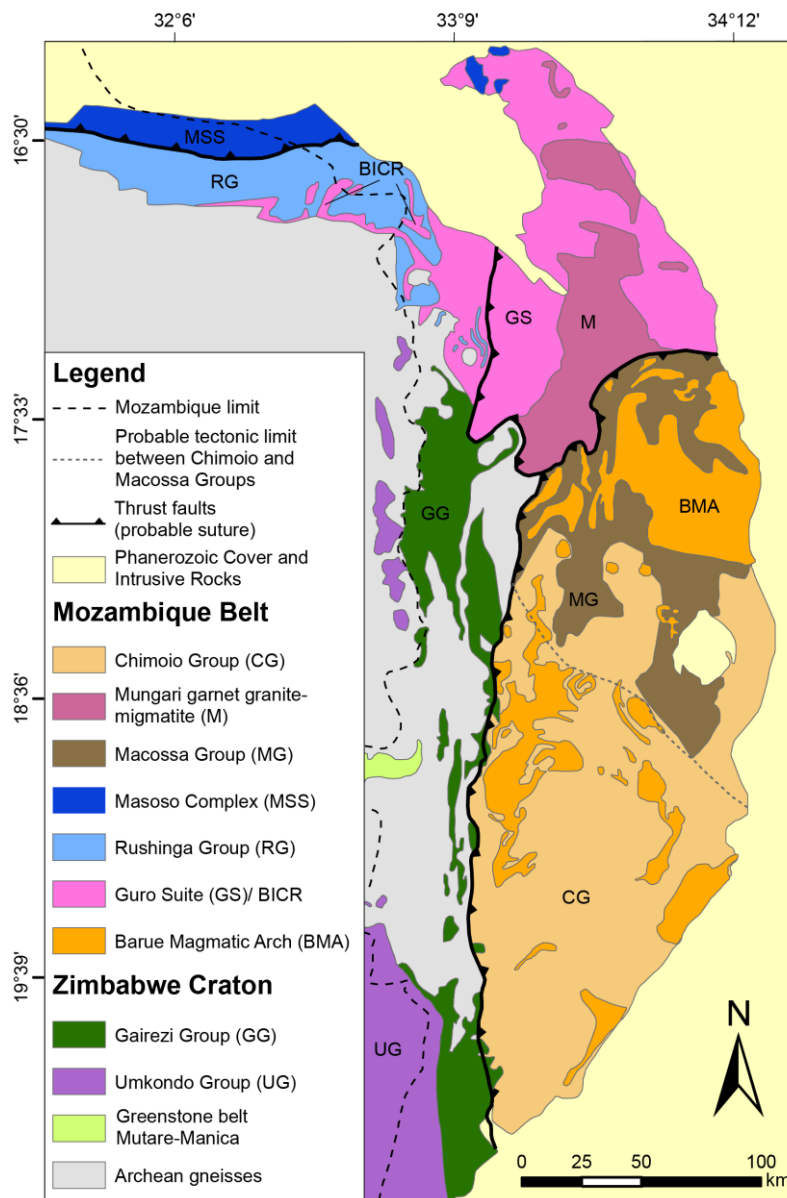 32°6' 33°9' 34°12'
16°30'
17°33'
18°36'
19°39'
MSS
RG
BICR
GS
M
GG
BMA
MG
CG
UG
Legend
Mozambique limit
Probable tectonic limit
between Chimoio and
Macossa Groups
Thrust faults
(probable suture)
Phanerozoic Cover and
Intrusive Rocks
Mozambique Belt
Chimoio Group (CG)
Mungari garnet granite-
migmatite (M)
Macossa Group (MG)
Masoso Complex (MSS)
Rushinga Group (RG)
Guro Suite (GS)/ BICR
Barue Magmatic Arch (BMA)
Zimbabwe Craton
Gairezi Group (GG)
Umkondo Group (UG)
Greenstone belt
Mutare-Manica
Archean gneisses
N
0 25 50 100
km